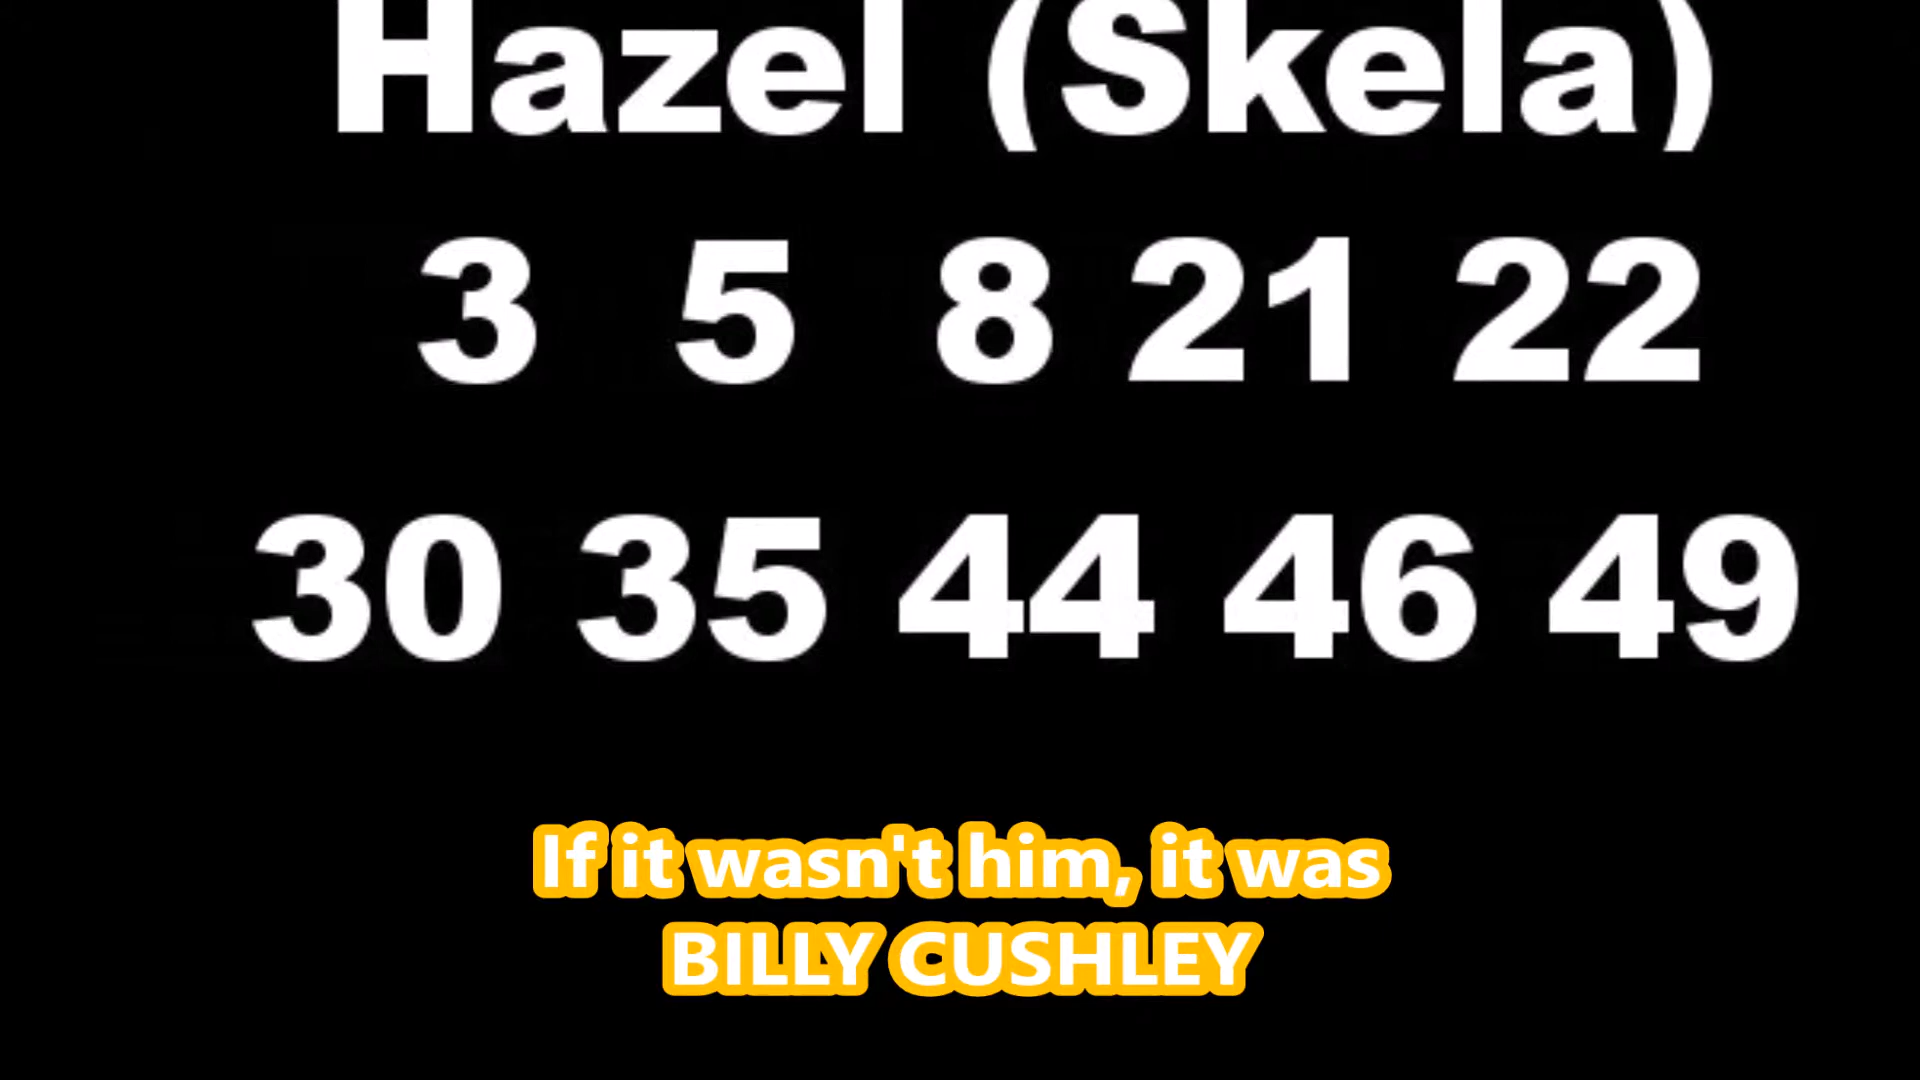 Hazel (Skela)
3 5 8 21 22
30 35 44 46 49
If it wasn't him, it was
BILLY CUSHLEY